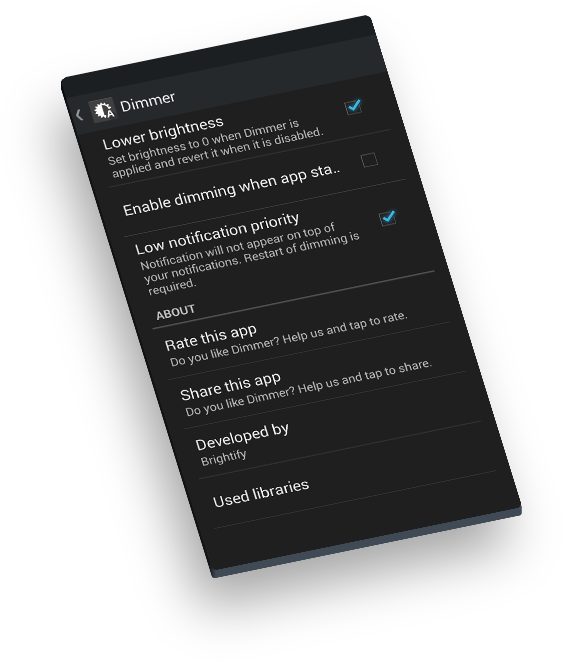 Dimmer
Lower brightness
Set brightness to 0 when Dimmer is
applied and revert it when it is disabled.
Enable dimming when app sta..
Low notification priority
Notification will not appear on top of
your notifications. Restart of dimming is
required.
ABOUT
Rate this app
Do you like Dimmer? Help us and tap to rate.
Share this app
Do you like Dimmer? Help us and tap to share.
Developed by
Brightify
Used libraries